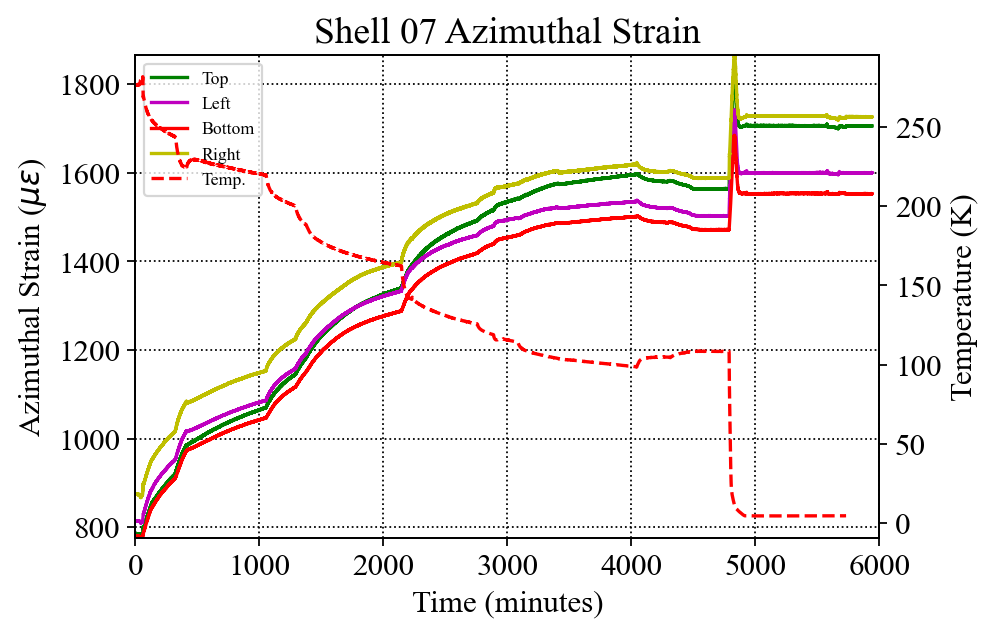 Shell 07 Azimuthal Strain
Top
Left
Bottom
Right
Temp.
Azimuthal Strain (με)
1800
1600
1400
1200
1000
800
Temperature (K)
250
200
150
100
50
0
0 1000 2000 3000 4000 5000 6000
Time (minutes)